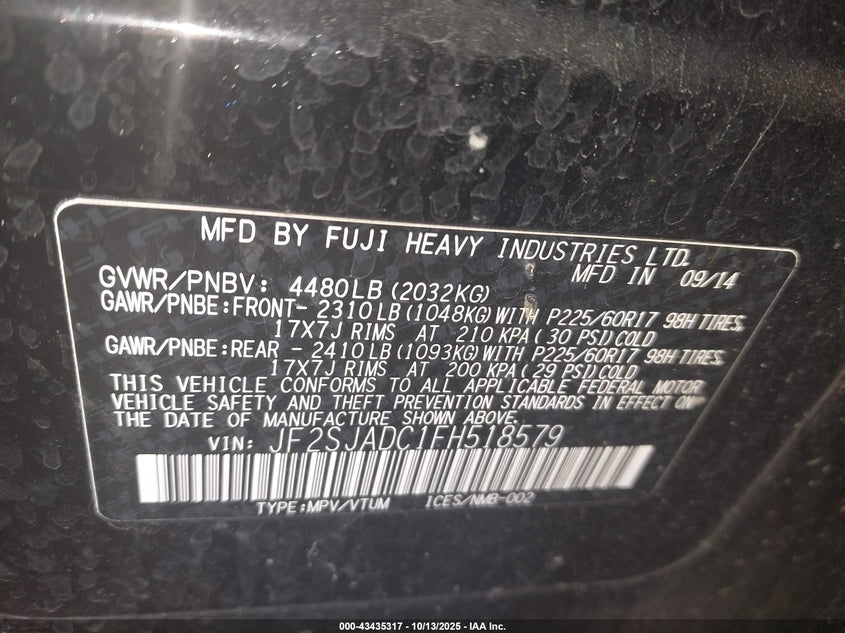 MFD BY FUJI HEAVY INDUSTRIES LTD.
MFD IN 09/14
GVWR/PNBV: 4480LB (2032KG)
GAWR/PNBE:FRONT- 2310LB (1048KG) WITH P225/60R17 98H TIRES,
17X7J RIMS AT 210 KPA ( 30 PSI) COLD
GAWR/PNBE:REAR - 2410LB (1093KG) WITH P225/60R17 98H TIRES,
17X7J RIMS AT 200 KPA ( 29 PSI) COLD
THIS VEHICLE CONFORMS TO ALL APPLICABLE FEDERAL MOTOR
VEHICLE SAFETY AND THEFT PREVENTION STANDARDS IN EFFECT ON
THE DATE OF MANUFACTURE SHOWN ABOVE.
VIN: JF2SJADC1FH518579
TYPE:MPV/VTUM ICES/NMB-002
000-43435317 - 10/13/2025 - IAA Inc.